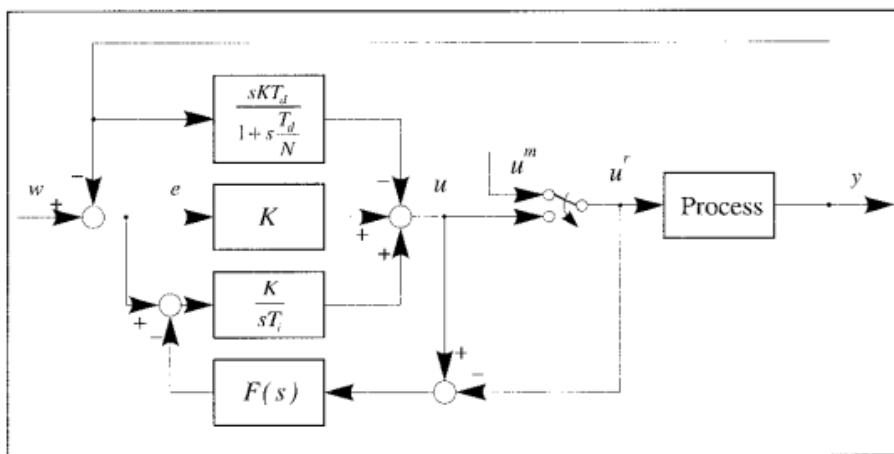 sKT_d
1 + s T_d
N
w
e
K
u
u^m
u^r
Process
y
K
sT_i
F(s)
−
+
−
+
+
+
−
+
−